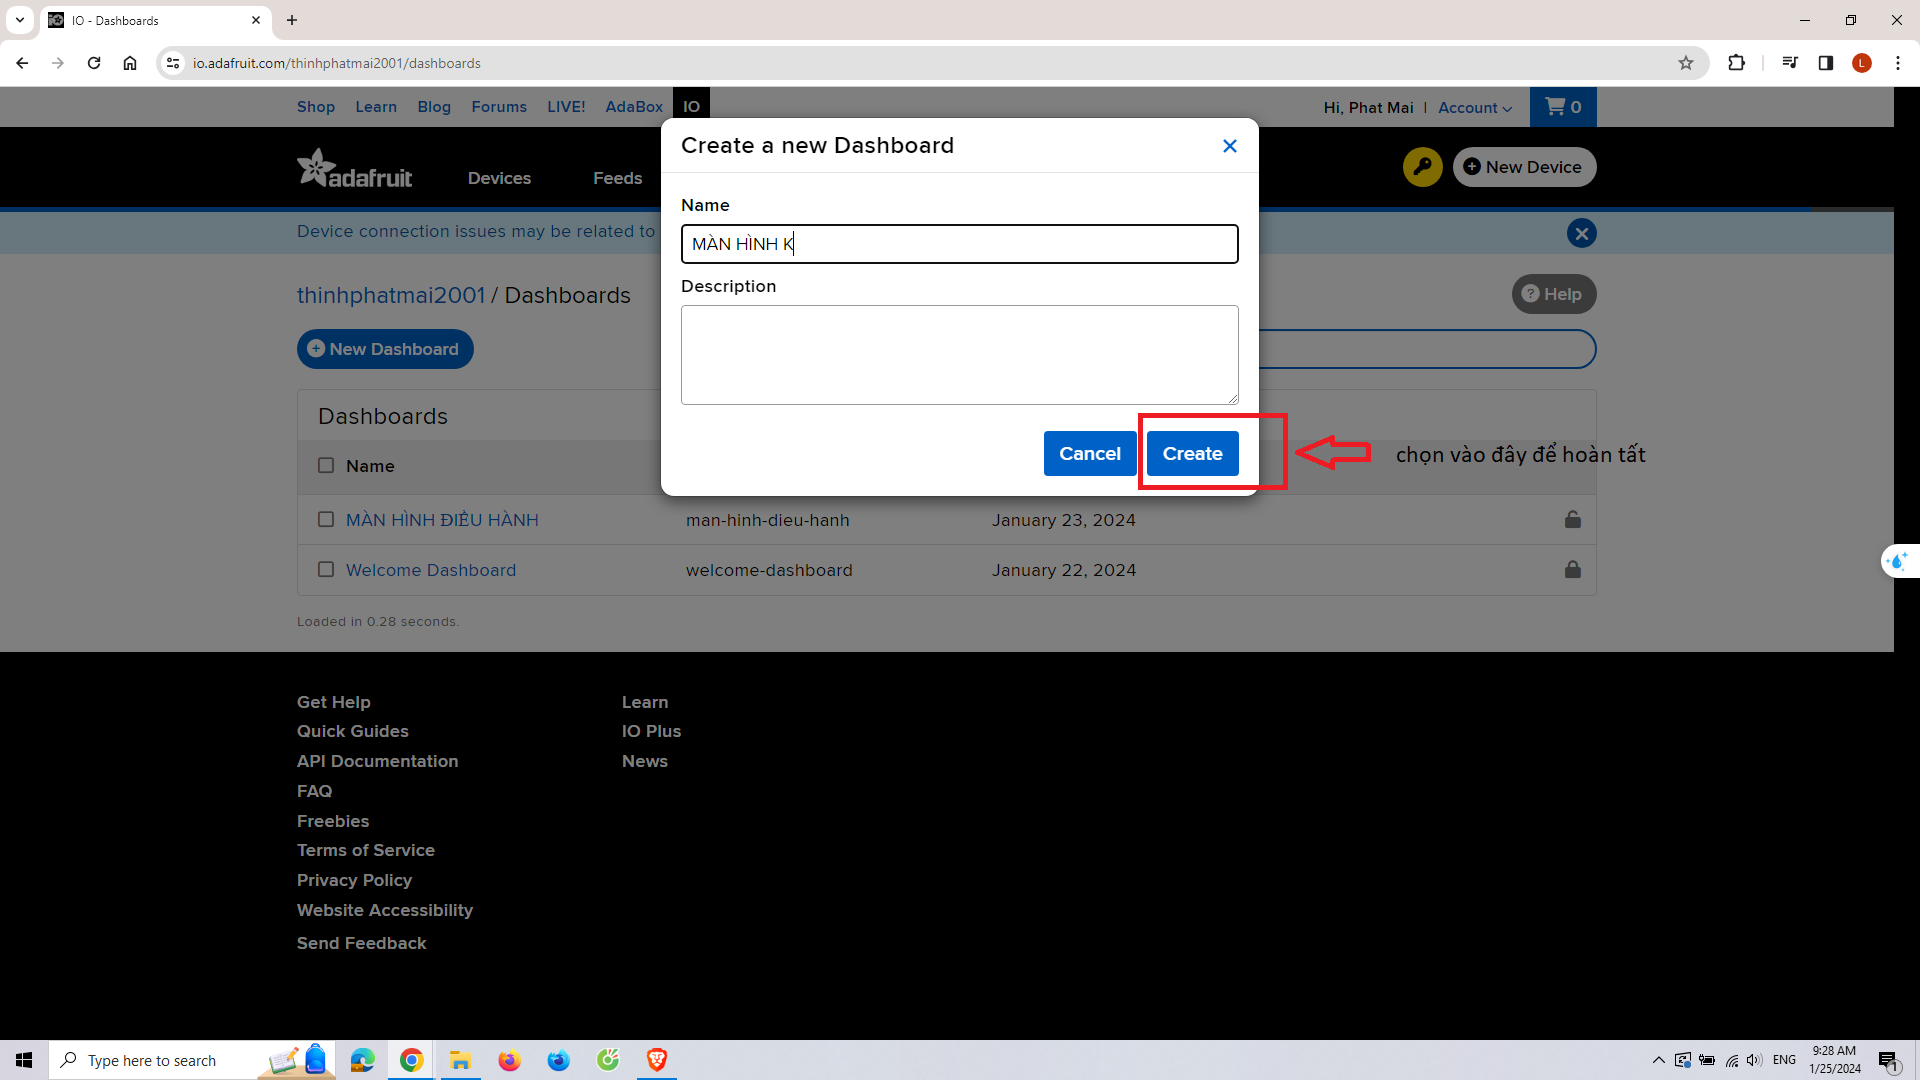 IO - Dashboards
io.adafruit.com/thinhphatmai2001/dashboards
L
Shop Learn Blog Forums LIVE! AdaBox IO
Hi, Phat Mai | Account
0
adafruit
Devices
Feeds
New Device
Device connection issues may be related to
thinhphatmai2001 / Dashboards
Help
New Dashboard
Create a new Dashboard
Name
MÀN HÌNH K
Description
Cancel
Create
chọn vào đây để hoàn tất
Dashboards
Name
MÀN HÌNH ĐIỀU HÀNH man-hinh-dieu-hanh January 23, 2024
Welcome Dashboard welcome-dashboard January 22, 2024
Loaded in 0.28 seconds.
Get Help
Quick Guides
API Documentation
FAQ
Freebies
Terms of Service
Privacy Policy
Website Accessibility
Send Feedback
Learn
IO Plus
News
Type here to search
ENG
9:28 AM
1/25/2024
1